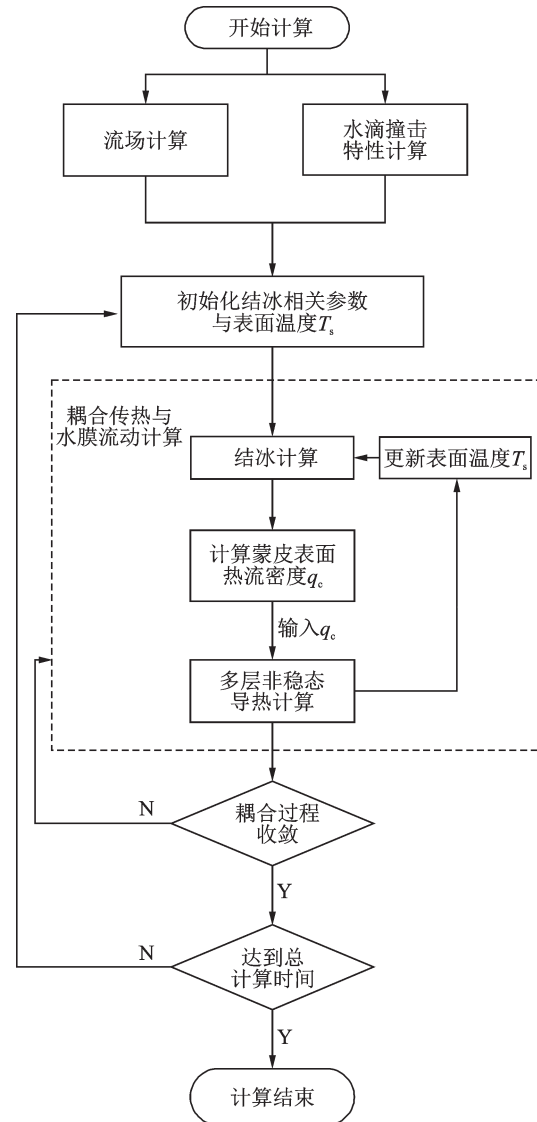 开始计算
流场计算
水滴撞击
特性计算
初始化结冰相关参数
与表面温度Ts
耦合传热与
水膜流动计算
结冰计算
更新表面温度Ts
计算蒙皮表面
热流密度qc
输入qc
多层非稳态
导热计算
耦合过程
收敛
N
Y
达到总
计算时间
N
Y
计算结束